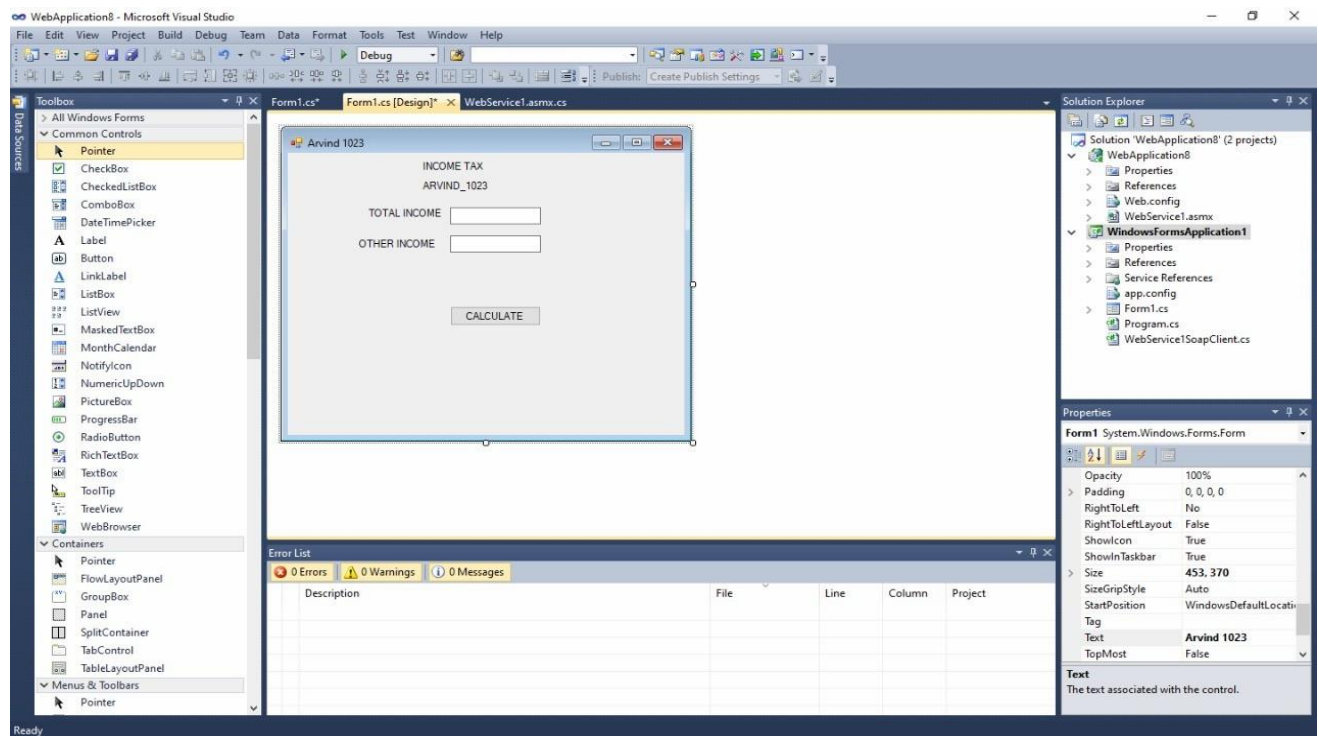 WebApplication8 - Microsoft Visual Studio
File Edit View Project Build Debug Team Data Format Tools Test Window Help
Debug
Publish: Create Publish Settings
Data Sources
Toolbox
All Windows Forms
Common Controls
Pointer
CheckBox
CheckedListBox
ComboBox
DateTimePicker
A Label
ab Button
A LinkLabel
ListBox
ListView
MaskedTextBox
MonthCalendar
NotifyIcon
NumericUpDown
PictureBox
ProgressBar
RadioButton
RichTextBox
abl TextBox
ToolTip
TreeView
WebBrowser
Containers
Pointer
FlowLayoutPanel
GroupBox
Panel
SplitContainer
TabControl
TableLayoutPanel
Menus & Toolbars
Pointer
Form1.cs* Form1.cs [Design]* WebService1.asmx.cs
Arvind 1023
INCOME TAX
ARVIND_1023
TOTAL INCOME
OTHER INCOME
CALCULATE
Error List
0 Errors 0 Warnings 0 Messages
Description File Line Column Project
Solution Explorer
Solution 'WebApplication8' (2 projects)
WebApplication8
Properties
References
Web.config
WebService1.asmx
WindowsFormsApplication1
Properties
References
Service References
app.config
Form1.cs
Program.cs
WebService1SoapClient.cs
Properties
Form1 System.Windows.Forms.Form
Opacity 100%
Padding 0, 0, 0, 0
RightToLeft No
RightToLeftLayout False
ShowIcon True
ShowInTaskbar True
Size 453, 370
SizeGripStyle Auto
StartPosition WindowsDefaultLocati
Tag
Text Arvind 1023
TopMost False
Text
The text associated with the control.
Ready